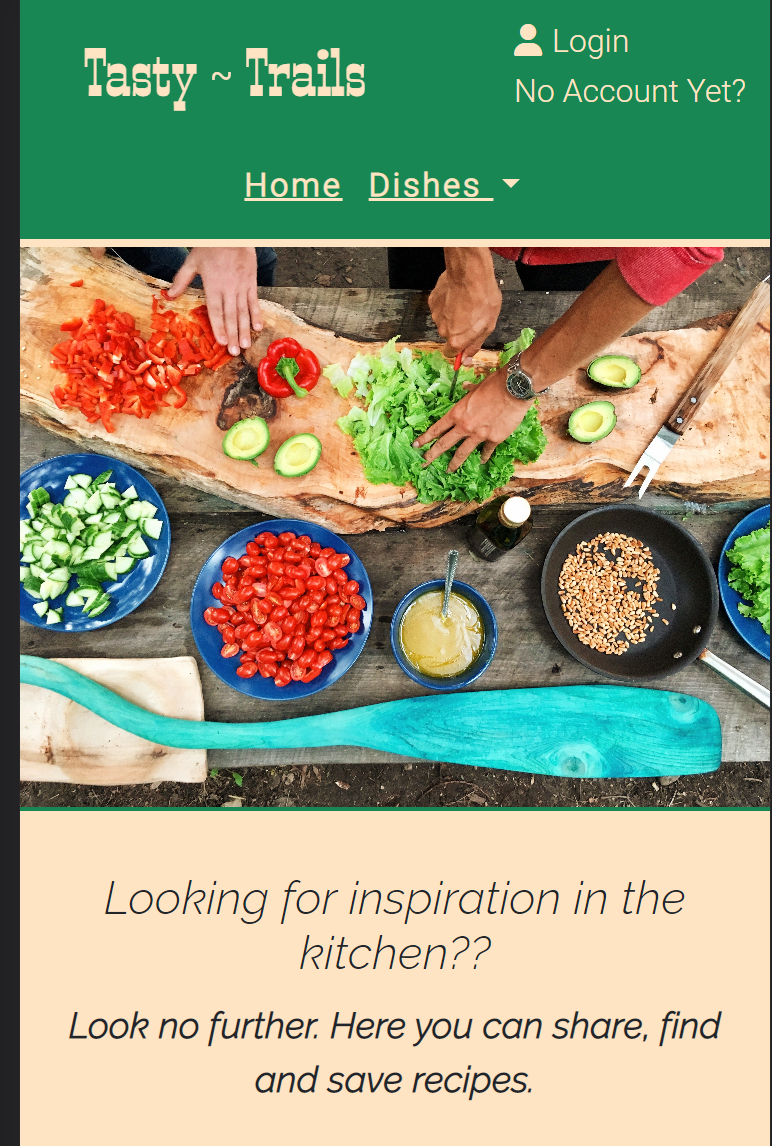 Tasty ~ Trails
Login
No Account Yet?
Home Dishes
Looking for inspiration in the
kitchen??
Look no further. Here you can share, find
and save recipes.